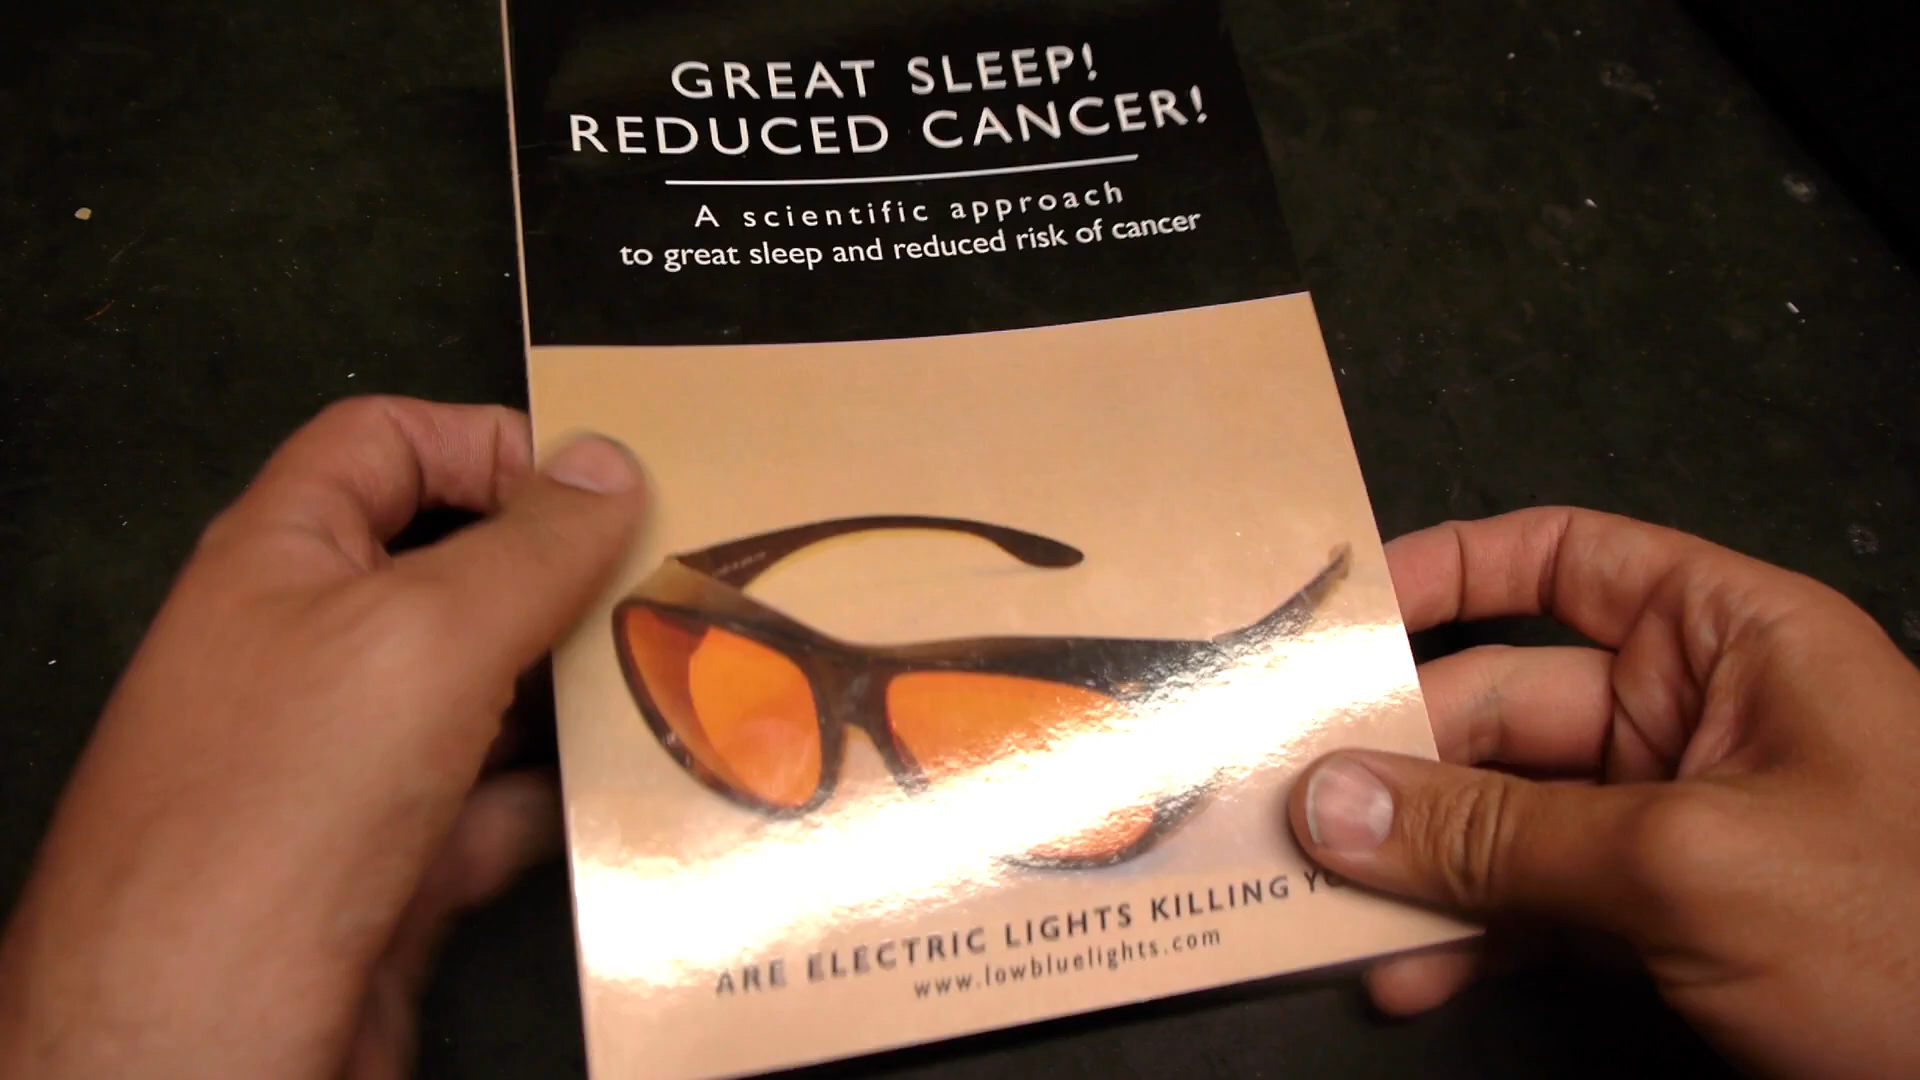 GREAT SLEEP!
REDUCED CANCER!
A scientific approach
to great sleep and reduced risk of cancer
ARE ELECTRIC LIGHTS KILLING
www.lowbluelights.com